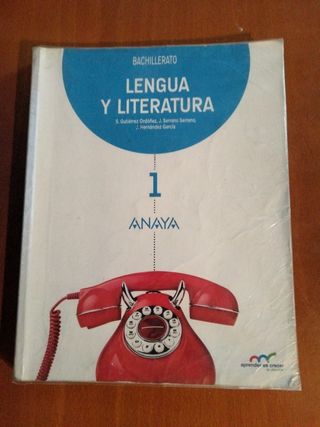 BACHILLERATO
LENGUA
Y LITERATURA
S. Gutiérrez Ordóñez, J. Serrano Serrano,
J. Hernández García
1
ANAYA
aprender es crecer